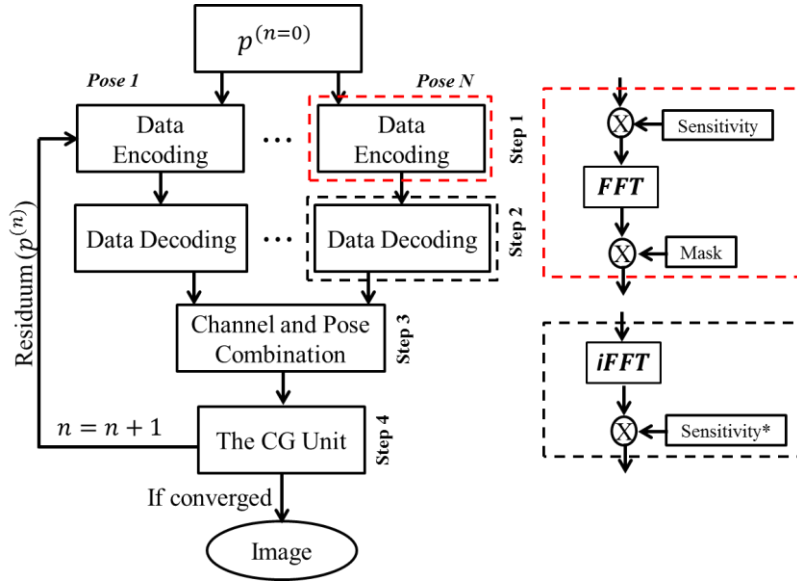 p^(n=0)
Pose 1
Pose N
Data
Encoding
...
Data
Encoding
Step 1
Data Decoding
...
Data Decoding
Step 2
Channel and Pose
Combination
Step 3
The CG Unit
Step 4
n = n + 1
Residuum (p^(n))
If converged
Image
X
Sensitivity
FFT
X
Mask
iFFT
X
Sensitivity*